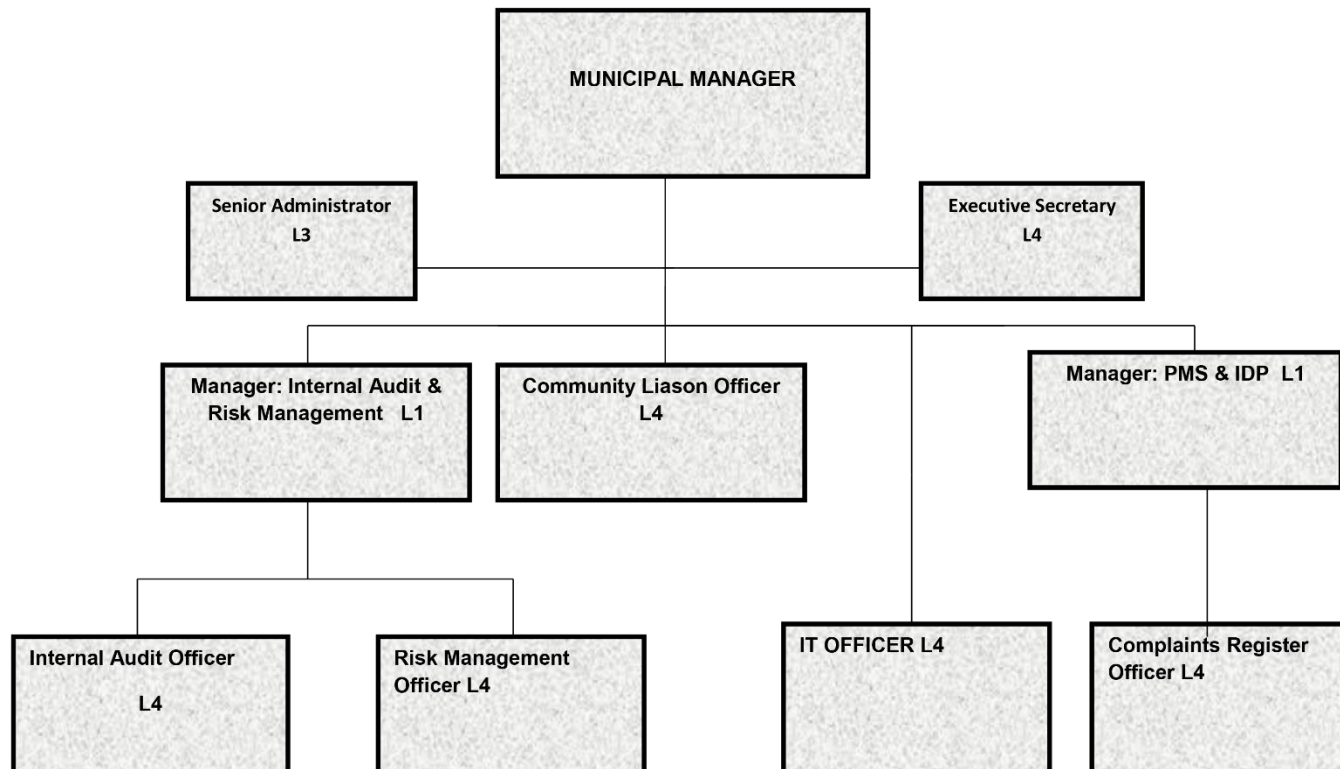 MUNICIPAL MANAGER
Senior Administrator
L3
Executive Secretary
L4
Manager: Internal Audit &
Risk Management L1
Community Liason Officer
L4
Manager: PMS & IDP L1
Internal Audit Officer
L4
Risk Management
Officer L4
IT OFFICER L4
Complaints Register
Officer L4